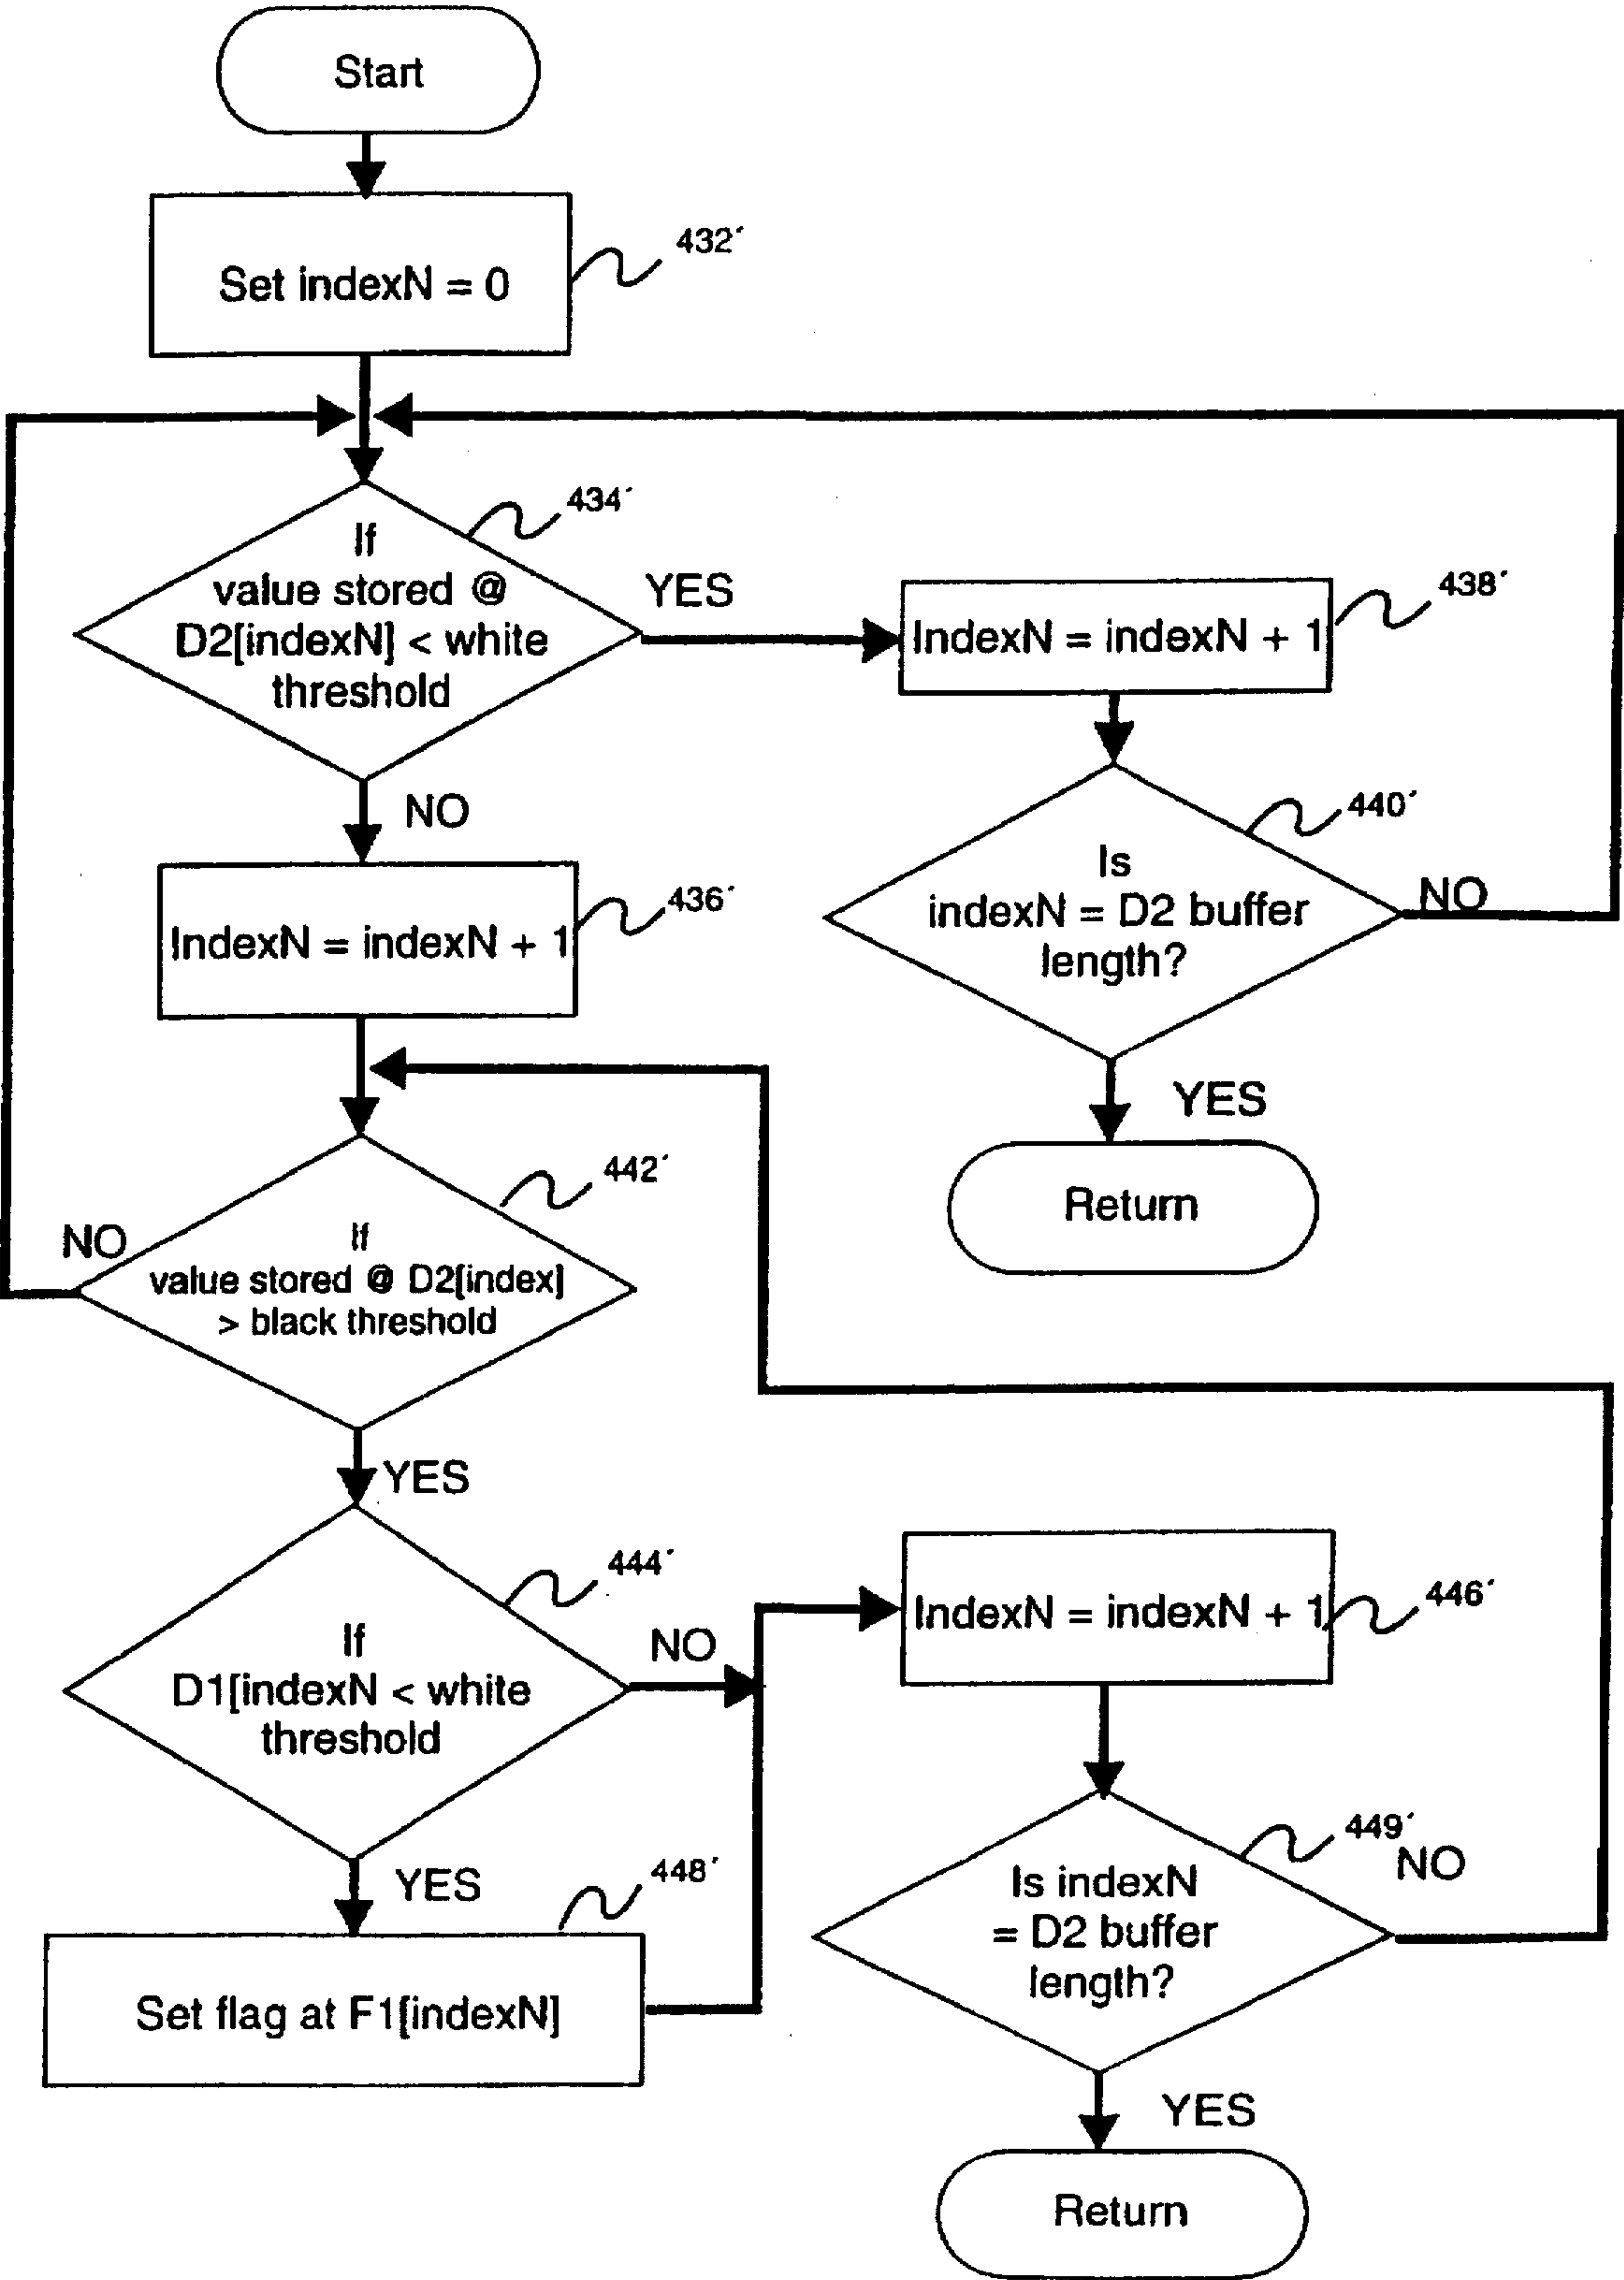 Start
Set indexN = 0
432´
If
value stored @
D2[indexN] < white
threshold
434´
YES
IndexN = indexN + 1
438´
NO
Is
indexN = D2 buffer
length?
440´
NO
IndexN = indexN + 1
436´
YES
Return
If
value stored @ D2[index]
> black threshold
442´
NO
YES
If
D1[indexN < white
threshold
444´
NO
IndexN = indexN + 1
446´
YES
Set flag at F1[indexN]
448´
Is indexN
= D2 buffer
length?
449´
NO
YES
Return